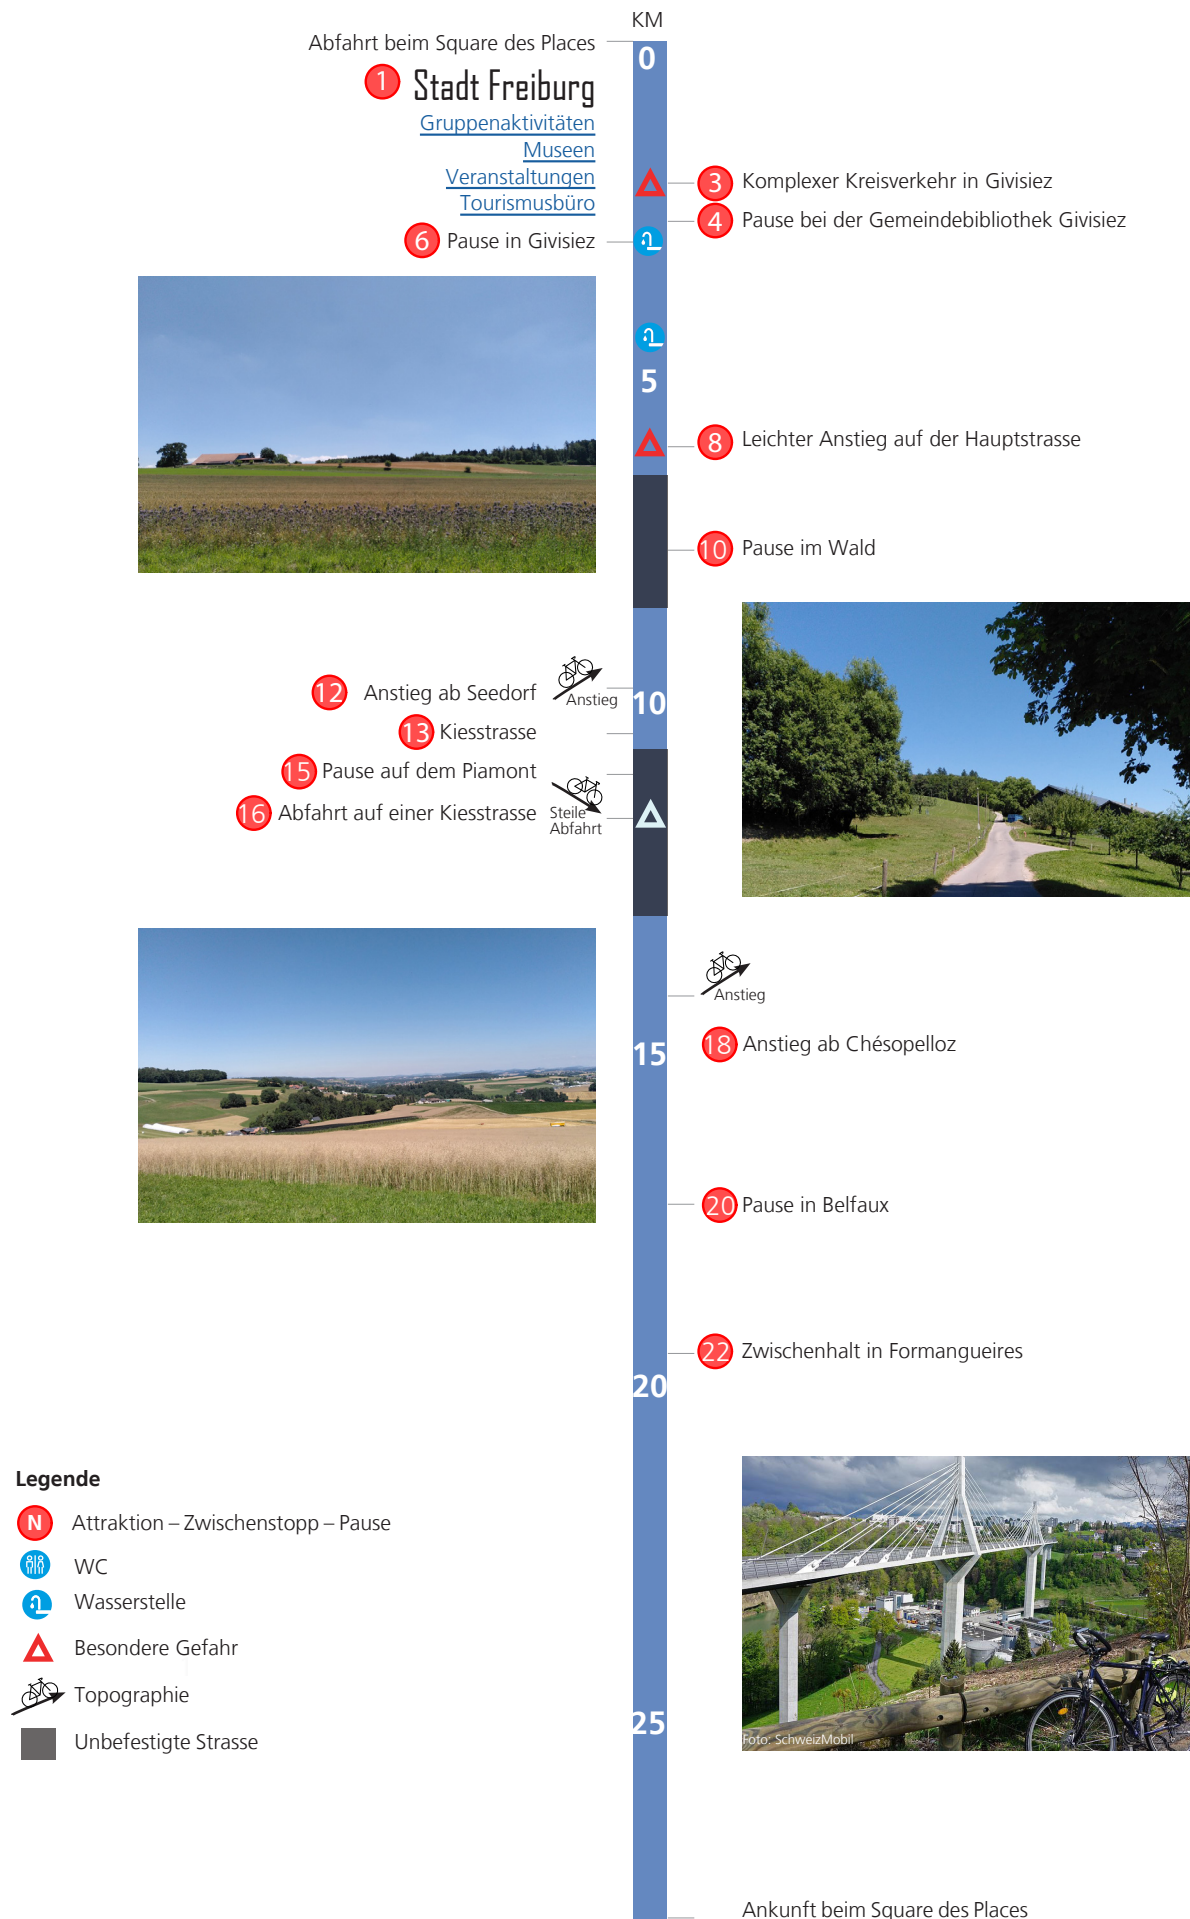 KM
Abfahrt beim Square des Places
0
1 Stadt Freiburg
Gruppenaktivitäten
Museen
Veranstaltungen
Tourismusbüro
3 Komplexer Kreisverkehr in Givisiez
4 Pause bei der Gemeindebibliothek Givisiez
6 Pause in Givisiez
5
8 Leichter Anstieg auf der Hauptstrasse
10 Pause im Wald
12 Anstieg ab Seedorf
Anstieg
10
13 Kiesstrasse
15 Pause auf dem Piamont
16 Abfahrt auf einer Kiesstrasse
Steile
Abfahrt
Anstieg
15
18 Anstieg ab Chésopelloz
20 Pause in Belfaux
22 Zwischenhalt in Formangueires
20
Legende
N Attraktion – Zwischenstopp – Pause
WC
Wasserstelle
Besondere Gefahr
Topographie
Unbefestigte Strasse
25
Foto: SchweizMobil
Ankunft beim Square des Places